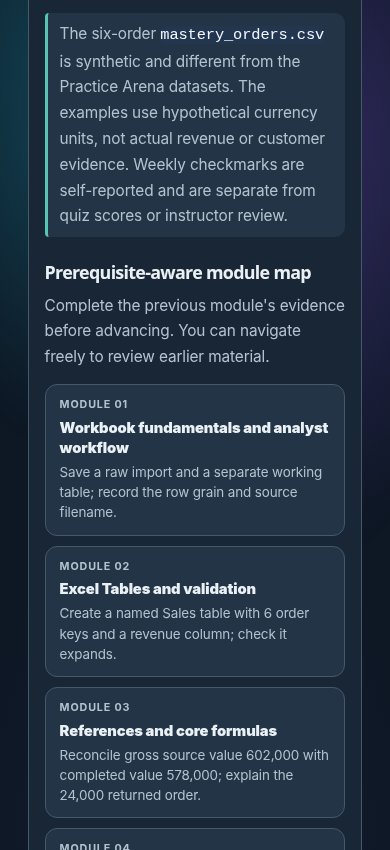 The six-order mastery_orders.csv
is synthetic and different from the
Practice Arena datasets. The
examples use hypothetical currency
units, not actual revenue or customer
evidence. Weekly checkmarks are
self-reported and are separate from
quiz scores or instructor review.
Prerequisite-aware module map
Complete the previous module's evidence
before advancing. You can navigate
freely to review earlier material.
MODULE 01
Workbook fundamentals and analyst
workflow
Save a raw import and a separate working
table; record the row grain and source
filename.
MODULE 02
Excel Tables and validation
Create a named Sales table with 6 order
keys and a revenue column; check it
expands.
MODULE 03
References and core formulas
Reconcile gross source value 602,000 with
completed value 578,000; explain the
24,000 returned order.
MODULE 04